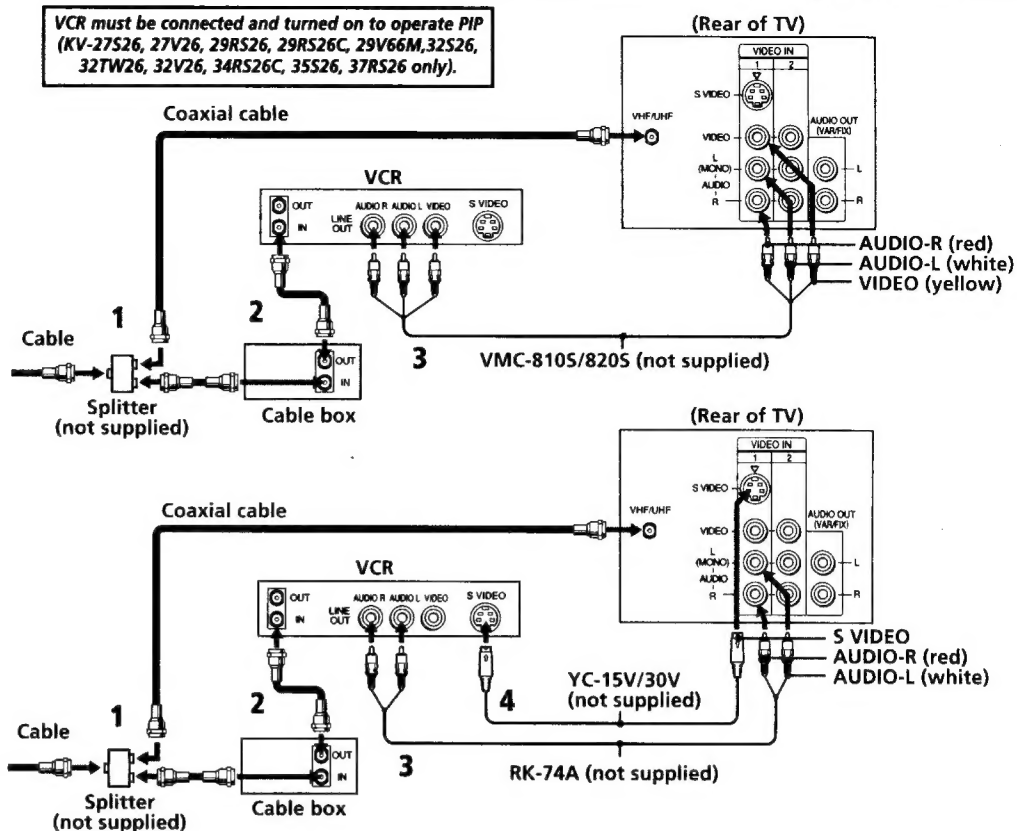 VCR must be connected and turned on to operate PIP
(KV-27S26, 27V26, 29RS26, 29RS26C, 29V66M,32S26,
32TW26, 32V26, 34RS26C, 35S26, 37RS26 only).
(Rear of TV)
VIDEO IN
1 2
S VIDEO
Coaxial cable
VHF/UHF
AUDIO OUT
(VAR/FIX)
VIDEO
L
(MONO)
AUDIO
R
L
R
VCR
OUT
IN
LINE
OUT
AUDIO R AUDIO L VIDEO
S VIDEO
AUDIO-R (red)
AUDIO-L (white)
VIDEO (yellow)
1
2
3
Cable
VMC-810S/820S (not supplied)
OUT
IN
Splitter
(not supplied)
Cable box
(Rear of TV)
VIDEO IN
1 2
S VIDEO
Coaxial cable
VHF/UHF
AUDIO OUT
(VAR/FIX)
VIDEO
L
(MONO)
AUDIO
R
L
R
VCR
OUT
IN
LINE
OUT
AUDIO R AUDIO L VIDEO
S VIDEO
S VIDEO
AUDIO-R (red)
AUDIO-L (white)
1
2
4
YC-15V/30V
(not supplied)
Cable
3
RK-74A (not supplied)
OUT
IN
Splitter
(not supplied)
Cable box